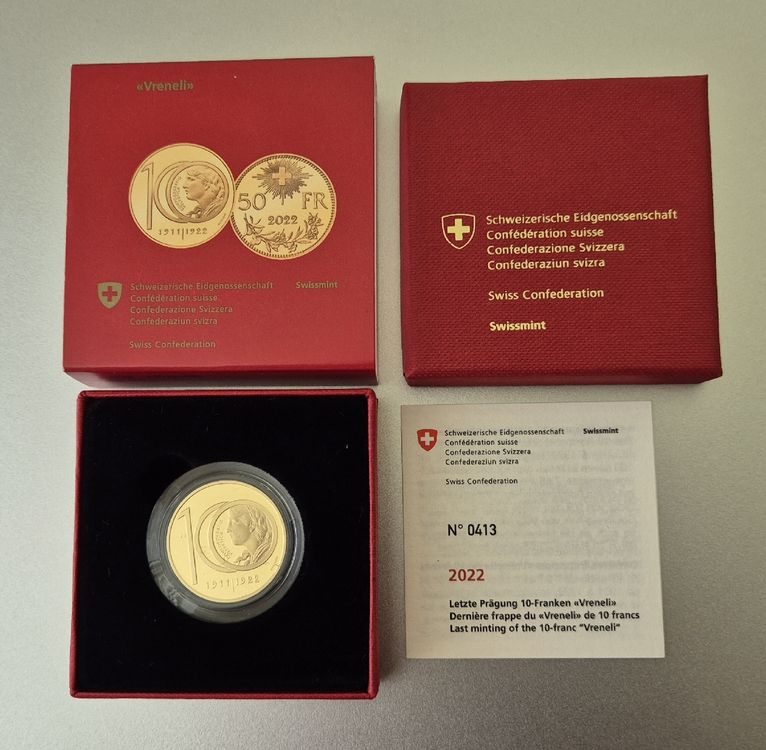 «Vreneli»
10
1911|1922
50 FR
2022
Schweizerische Eidgenossenschaft
Confédération suisse
Confederazione Svizzera
Confederaziun svizra
Swissmint
Swiss Confederation
Schweizerische Eidgenossenschaft
Confédération suisse
Confederazione Svizzera
Confederaziun svizra
Swiss Confederation
Swissmint
100
1911|1922
Schweizerische Eidgenossenschaft
Confédération suisse
Confederazione Svizzera
Confederaziun svizra
Swissmint
Swiss Confederation
N° 0413
2022
Letzte Prägung 10-Franken «Vreneli»
Dernière frappe du «Vreneli» de 10 francs
Last minting of the 10-franc “Vreneli”